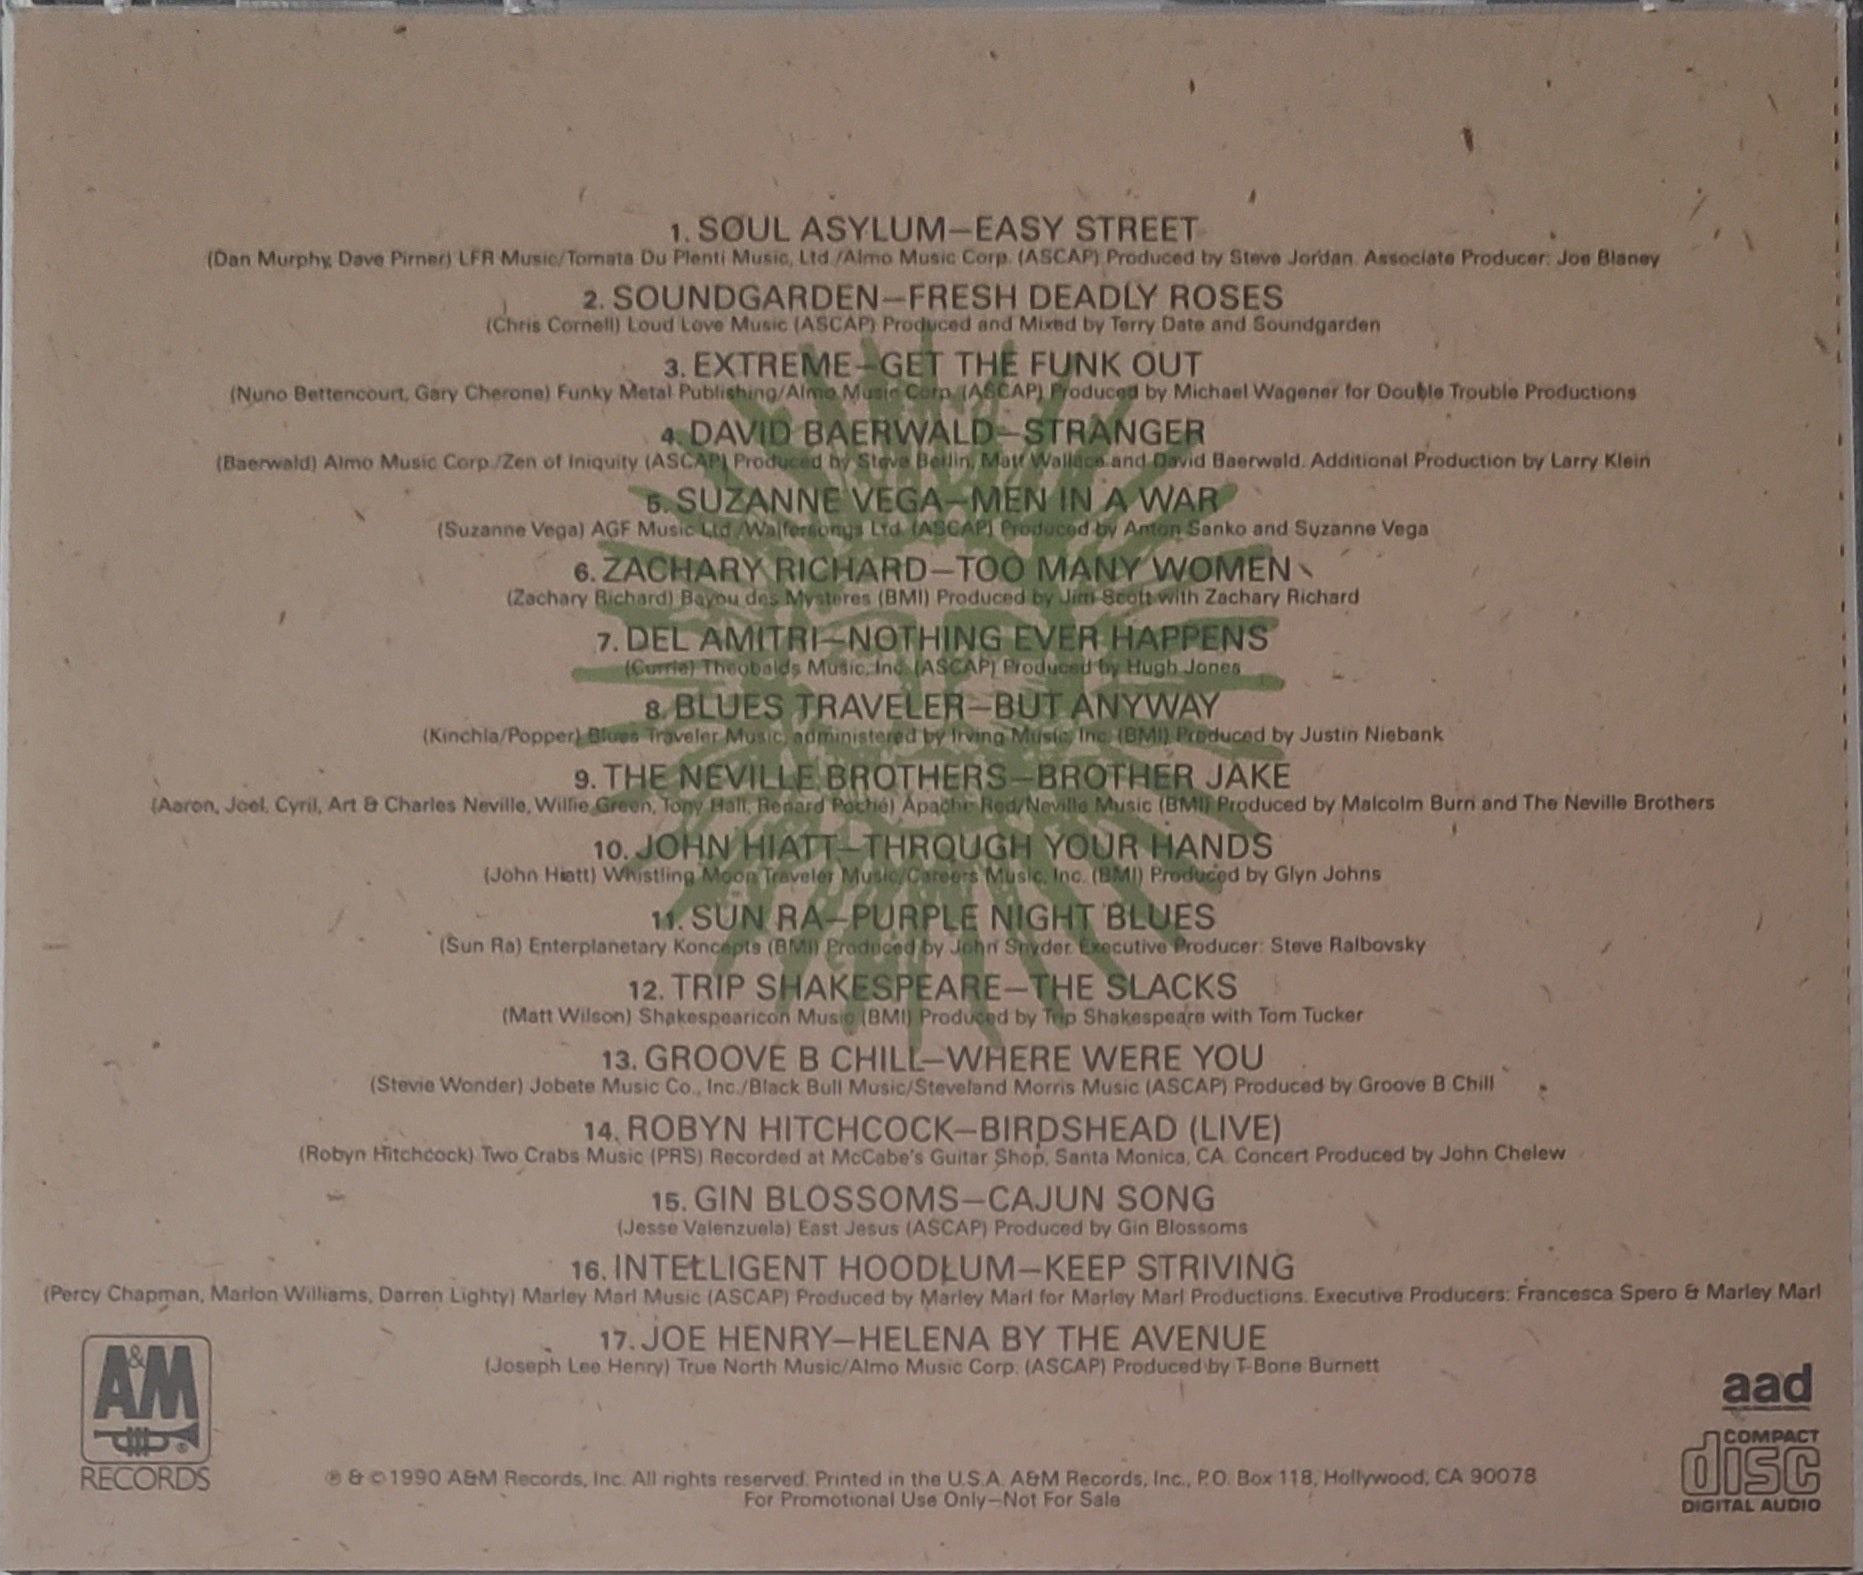 1. SOUL ASYLUM—EASY STREET
(Dan Murphy, Dave Pirner) LFR Music/Tomata Du Plenti Music, Ltd./Almo Music Corp. (ASCAP) Produced by Steve Jordan. Associate Producer: Joe Blaney
2. SOUNDGARDEN—FRESH DEADLY ROSES
(Chris Cornell) Loud Love Music (ASCAP) Produced and Mixed by Terry Date and Soundgarden
3. EXTREME—GET THE FUNK OUT
(Nuno Bettencourt, Gary Cherone) Funky Metal Publishing/Almo Music Corp. (ASCAP) Produced by Michael Wagener for Double Trouble Productions
4. DAVID BAERWALD—STRANGER
(Baerwald) Almo Music Corp./Zen of Iniquity (ASCAP) Produced by Steve Berlin, Matt Wallace and David Baerwald. Additional Production by Larry Klein
5. SUZANNE VEGA—MEN IN A WAR
(Suzanne Vega) AGF Music Ltd./Waifersongs Ltd. (ASCAP) Produced by Anton Sanko and Suzanne Vega
6. ZACHARY RICHARD—TOO MANY WOMEN
(Zachary Richard) Bayou des Mysteres (BMI) Produced by Jim Scott with Zachary Richard
7. DEL AMITRI—NOTHING EVER HAPPENS
(Currie) Theobalds Music, Inc. (ASCAP) Produced by Hugh Jones
8. BLUES TRAVELER—BUT ANYWAY
(Kinchla/Popper) Blues Traveler Music, administered by Irving Music, Inc. (BMI) Produced by Justin Niebank
9. THE NEVILLE BROTHERS—BROTHER JAKE
(Aaron, Joel, Cyril, Art & Charles Neville, Willie Green, Tony Hall, Renard Poché) Apache Red/Neville Music (BMI) Produced by Malcolm Burn and The Neville Brothers
10. JOHN HIATT—THROUGH YOUR HANDS
(John Hiatt) Whistling Moon Traveler Music/Careers Music, Inc. (BMI) Produced by Glyn Johns
11. SUN RA—PURPLE NIGHT BLUES
(Sun Ra) Enterplanetary Koncepts (BMI) Produced by John Snyder. Executive Producer: Steve Ralbovsky
12. TRIP SHAKESPEARE—THE SLACKS
(Matt Wilson) Shakespearicon Music (BMI) Produced by Trip Shakespeare with Tom Tucker
13. GROOVE B CHILL—WHERE WERE YOU
(Stevie Wonder) Jobete Music Co., Inc./Black Bull Music/Steveland Morris Music (ASCAP) Produced by Groove B Chill
14. ROBYN HITCHCOCK—BIRDSHEAD (LIVE)
(Robyn Hitchcock) Two Crabs Music (PRS) Recorded at McCabe's Guitar Shop, Santa Monica, CA. Concert Produced by John Chelew
15. GIN BLOSSOMS—CAJUN SONG
(Jesse Valenzuela) East Jesus (ASCAP) Produced by Gin Blossoms
16. INTELLIGENT HOODLUM—KEEP STRIVING
(Percy Chapman, Marlon Williams, Darren Lighty) Marley Marl Music (ASCAP) Produced by Marley Marl for Marley Marl Productions. Executive Producers: Francesca Spero & Marley Marl
17. JOE HENRY—HELENA BY THE AVENUE
(Joseph Lee Henry) True North Music/Almo Music Corp. (ASCAP) Produced by T-Bone Burnett
A&M
®
RECORDS
aad
COMPACT
disc
DIGITAL AUDIO
℗ & © 1990 A&M Records, Inc. All rights reserved. Printed in the U.S.A. A&M Records, Inc., P.O. Box 118, Hollywood, CA 90078
For Promotional Use Only—Not For Sale